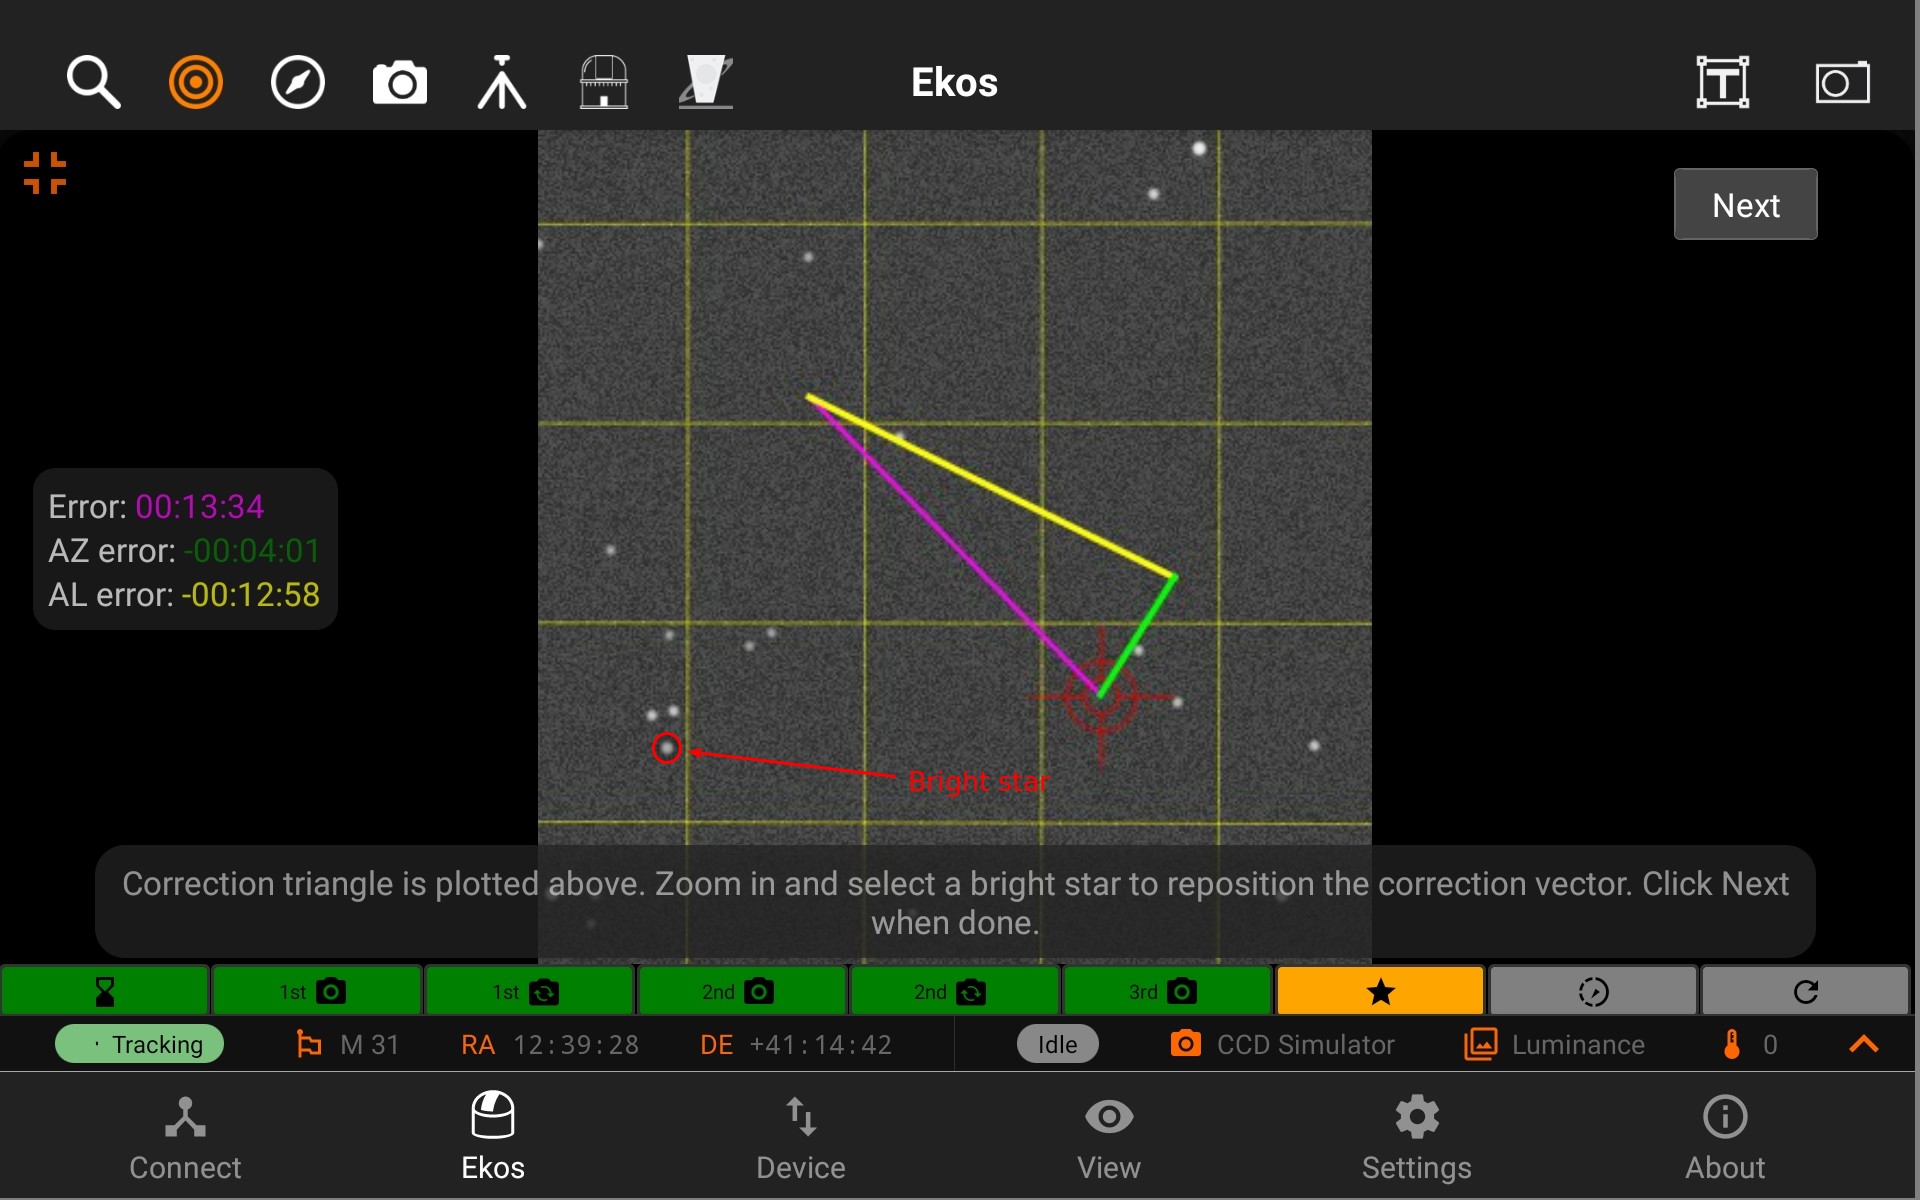 Ekos
Next
Error: 00:13:34
AZ error: -00:04:01
AL error: -00:12:58
Bright star
Correction triangle is plotted above. Zoom in and select a bright star to reposition the correction vector. Click Next
when done.
1st 1st 2nd 2nd 3rd
Tracking M 31 RA 12:39:28 DE +41:14:42 Idle CCD Simulator Luminance 0
Connect Ekos Device View Settings About